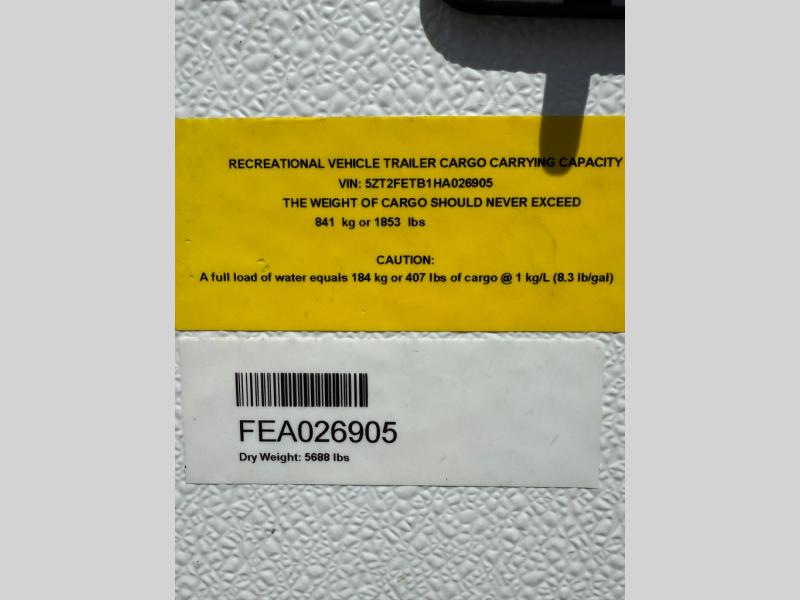 RECREATIONAL VEHICLE TRAILER CARGO CARRYING CAPACITY
VIN: 5ZT2FETB1HA026905
THE WEIGHT OF CARGO SHOULD NEVER EXCEED
841 kg or 1853 lbs
CAUTION:
A full load of water equals 184 kg or 407 lbs of cargo @ 1 kg/L (8.3 lb/gal)
FEA026905
Dry Weight: 5688 lbs